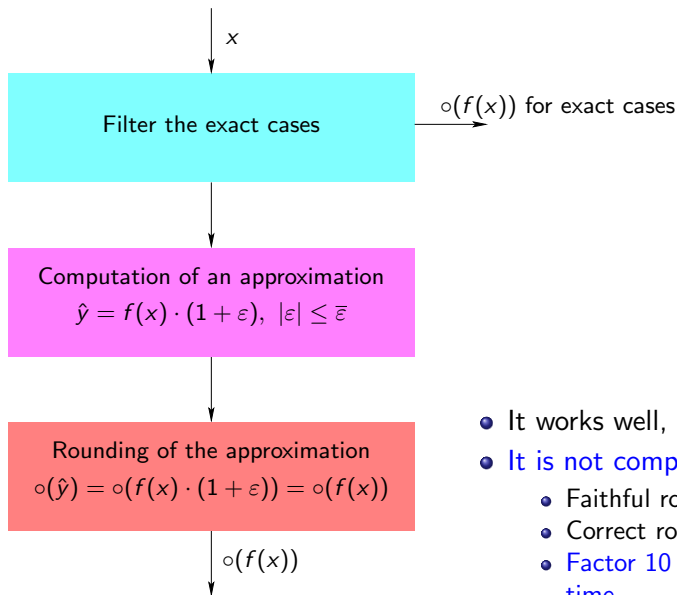 x
Filter the exact cases
∘(f(x)) for exact cases
Computation of an approximation
ŷ = f(x) · (1 + ε), |ε| ≤ ε̅
Rounding of the approximation
∘(ŷ) = ∘(f(x) · (1 + ε)) = ∘(f(x))
∘(f(x))
• It works well,
• It is not comp
• Faithful ro
• Correct ro
• Factor 10
time